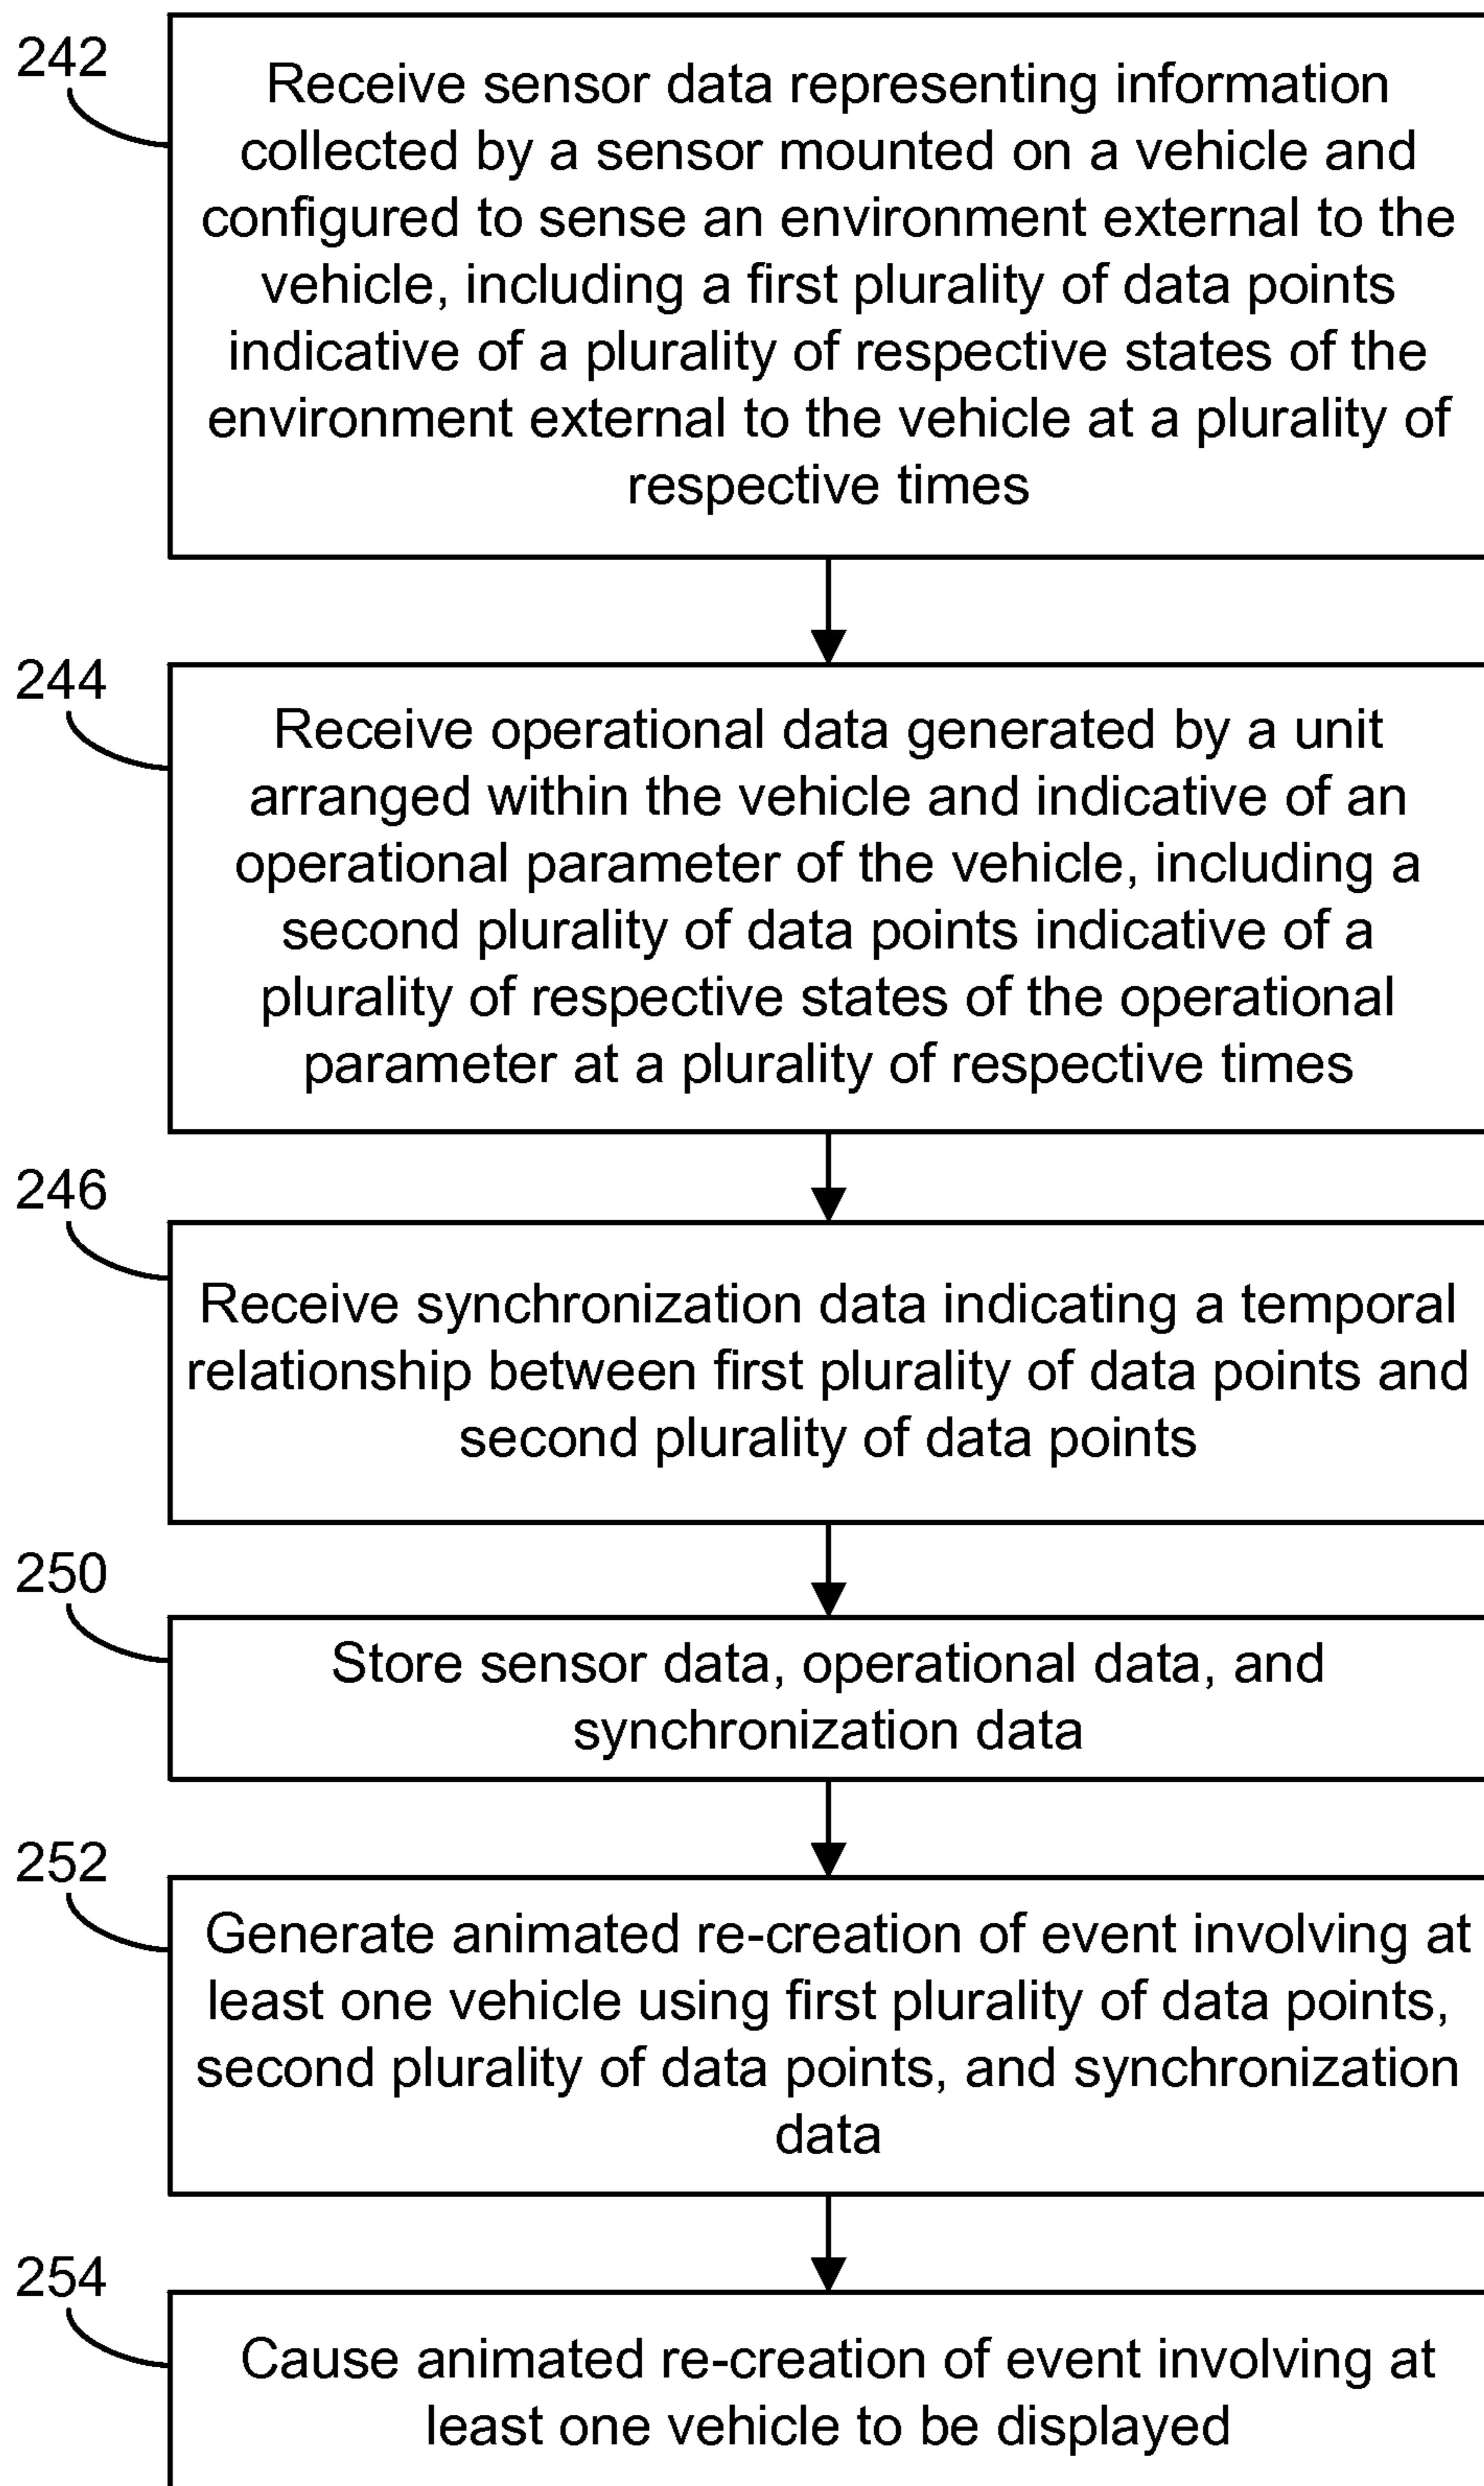 242
Receive sensor data representing information
collected by a sensor mounted on a vehicle and
configured to sense an environment external to the
vehicle, including a first plurality of data points
indicative of a plurality of respective states of the
environment external to the vehicle at a plurality of
respective times
244
Receive operational data generated by a unit
arranged within the vehicle and indicative of an
operational parameter of the vehicle, including a
second plurality of data points indicative of a
plurality of respective states of the operational
parameter at a plurality of respective times
246
Receive synchronization data indicating a temporal
relationship between first plurality of data points and
second plurality of data points
250
Store sensor data, operational data, and
synchronization data
252
Generate animated re-creation of event involving at
least one vehicle using first plurality of data points,
second plurality of data points, and synchronization
data
254
Cause animated re-creation of event involving at
least one vehicle to be displayed